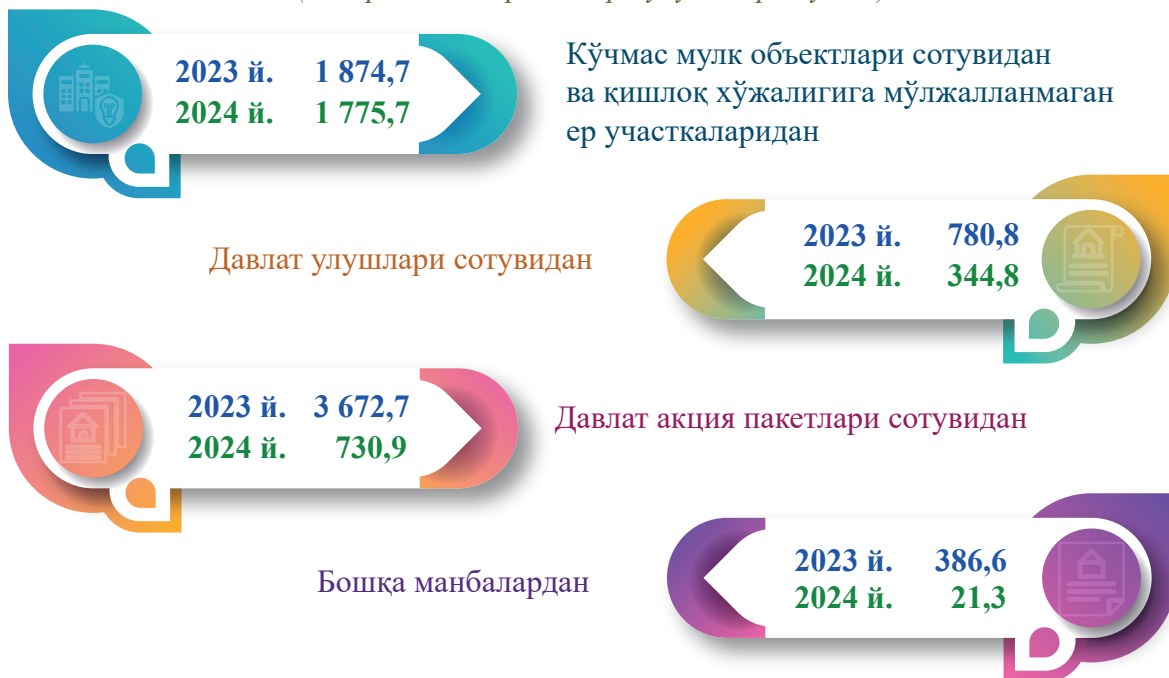 2023 й. 1 874,7
2024 й. 1 775,7
Кўчмас мулк объектлари сотувидан
ва қишлоқ хўжалигига мўлжалланмаган
ер участкаларидан
Давлат улушлари сотувидан
2023 й. 780,8
2024 й. 344,8
2023 й. 3 672,7
2024 й. 730,9
Давлат акция пакетлари сотувидан
Бошқа манбалардан
2023 й. 386,6
2024 й. 21,3